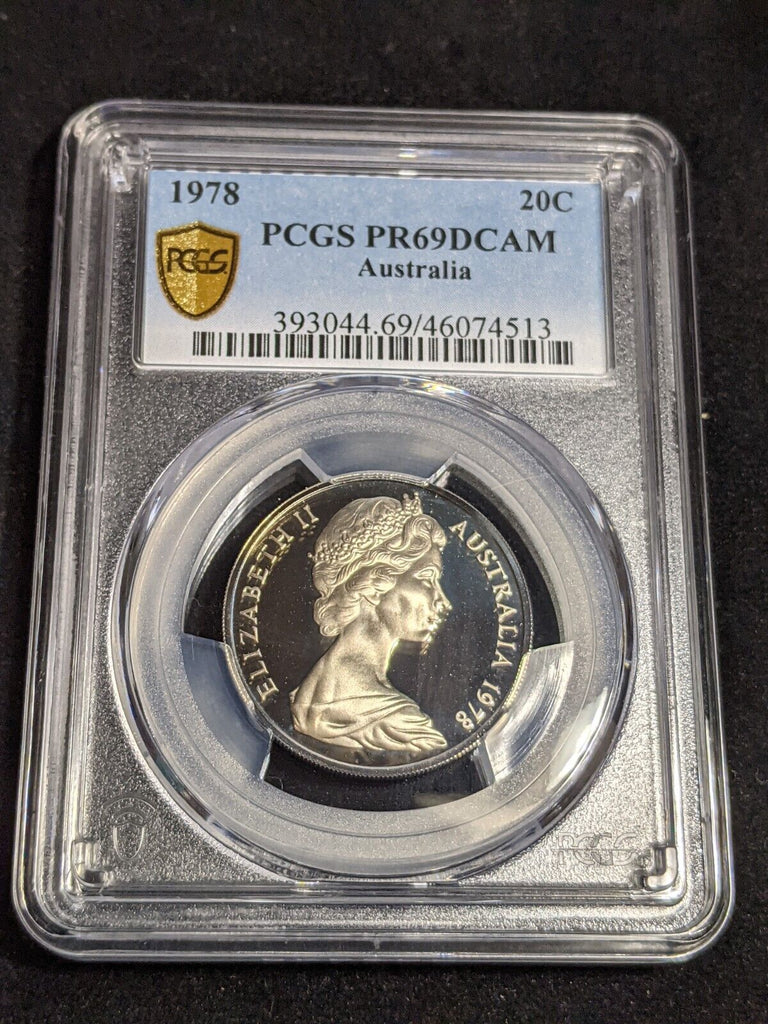 1978
20C
PCGS
PCGS PR69DCAM
Australia
393044.69/46074513
ELIZABETH II
AUSTRALIA 1978
PCGS